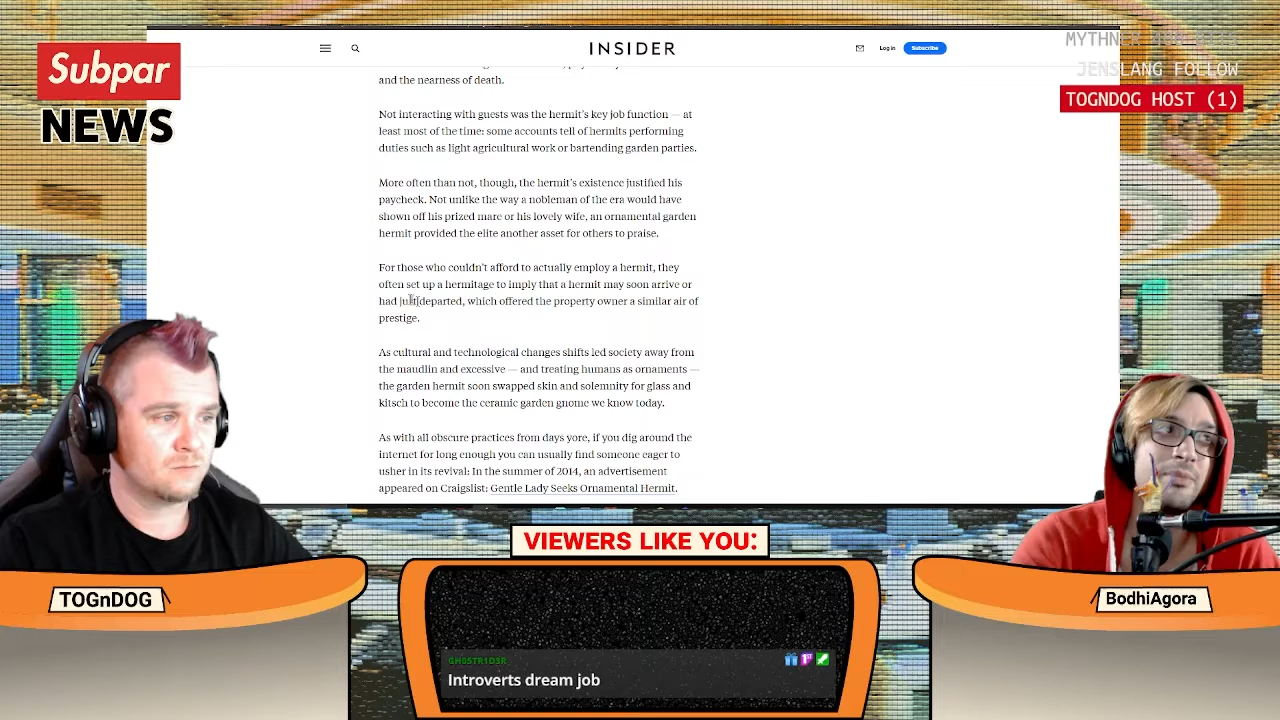 Subpar
NEWS
INSIDER
Log in
Subscribe
MYTHN
JENSLANG FOLLOW
TOGNDOG HOST (1)
and the of death.
Nor with guests was the hermit's key job function — at
least most of the time. Some accounts tell of hermits performing
duties such as light agricultural work or bartending garden parties.
More often than not, though, the hermit's existence justified his
paycheck. Just like the way a nobleman of the era would have
shown off his prized mare or his lovely wife, an ornamental garden
hermit provided the elite another asset for others to praise.
For those who couldn't afford to actually employ a hermit, they
often set up hermitage to imply that a hermit may soon arrive or
had just retired, which offered the property owner a similar air of
prestige.
As cultural and technological shifts led society away from
the maudlin and excessive — and treating humans as ornaments —
the garden hermit soon swapped skin and solemnity for glass and
kitsch to become the ceramic garden gnome we know today.
As with all obscure practices from days yore, if you dig around the
internet for long enough you can usually find someone eager to
usher in its revival: In the summer of 2014, an advertisement
appeared on Craigslist: Gentle Lady Seeks Ornamental Hermit.
VIEWERS LIKE YOU:
TOGnDOG
BodhiAgora
GH0STR1D3R
Introverts dream job